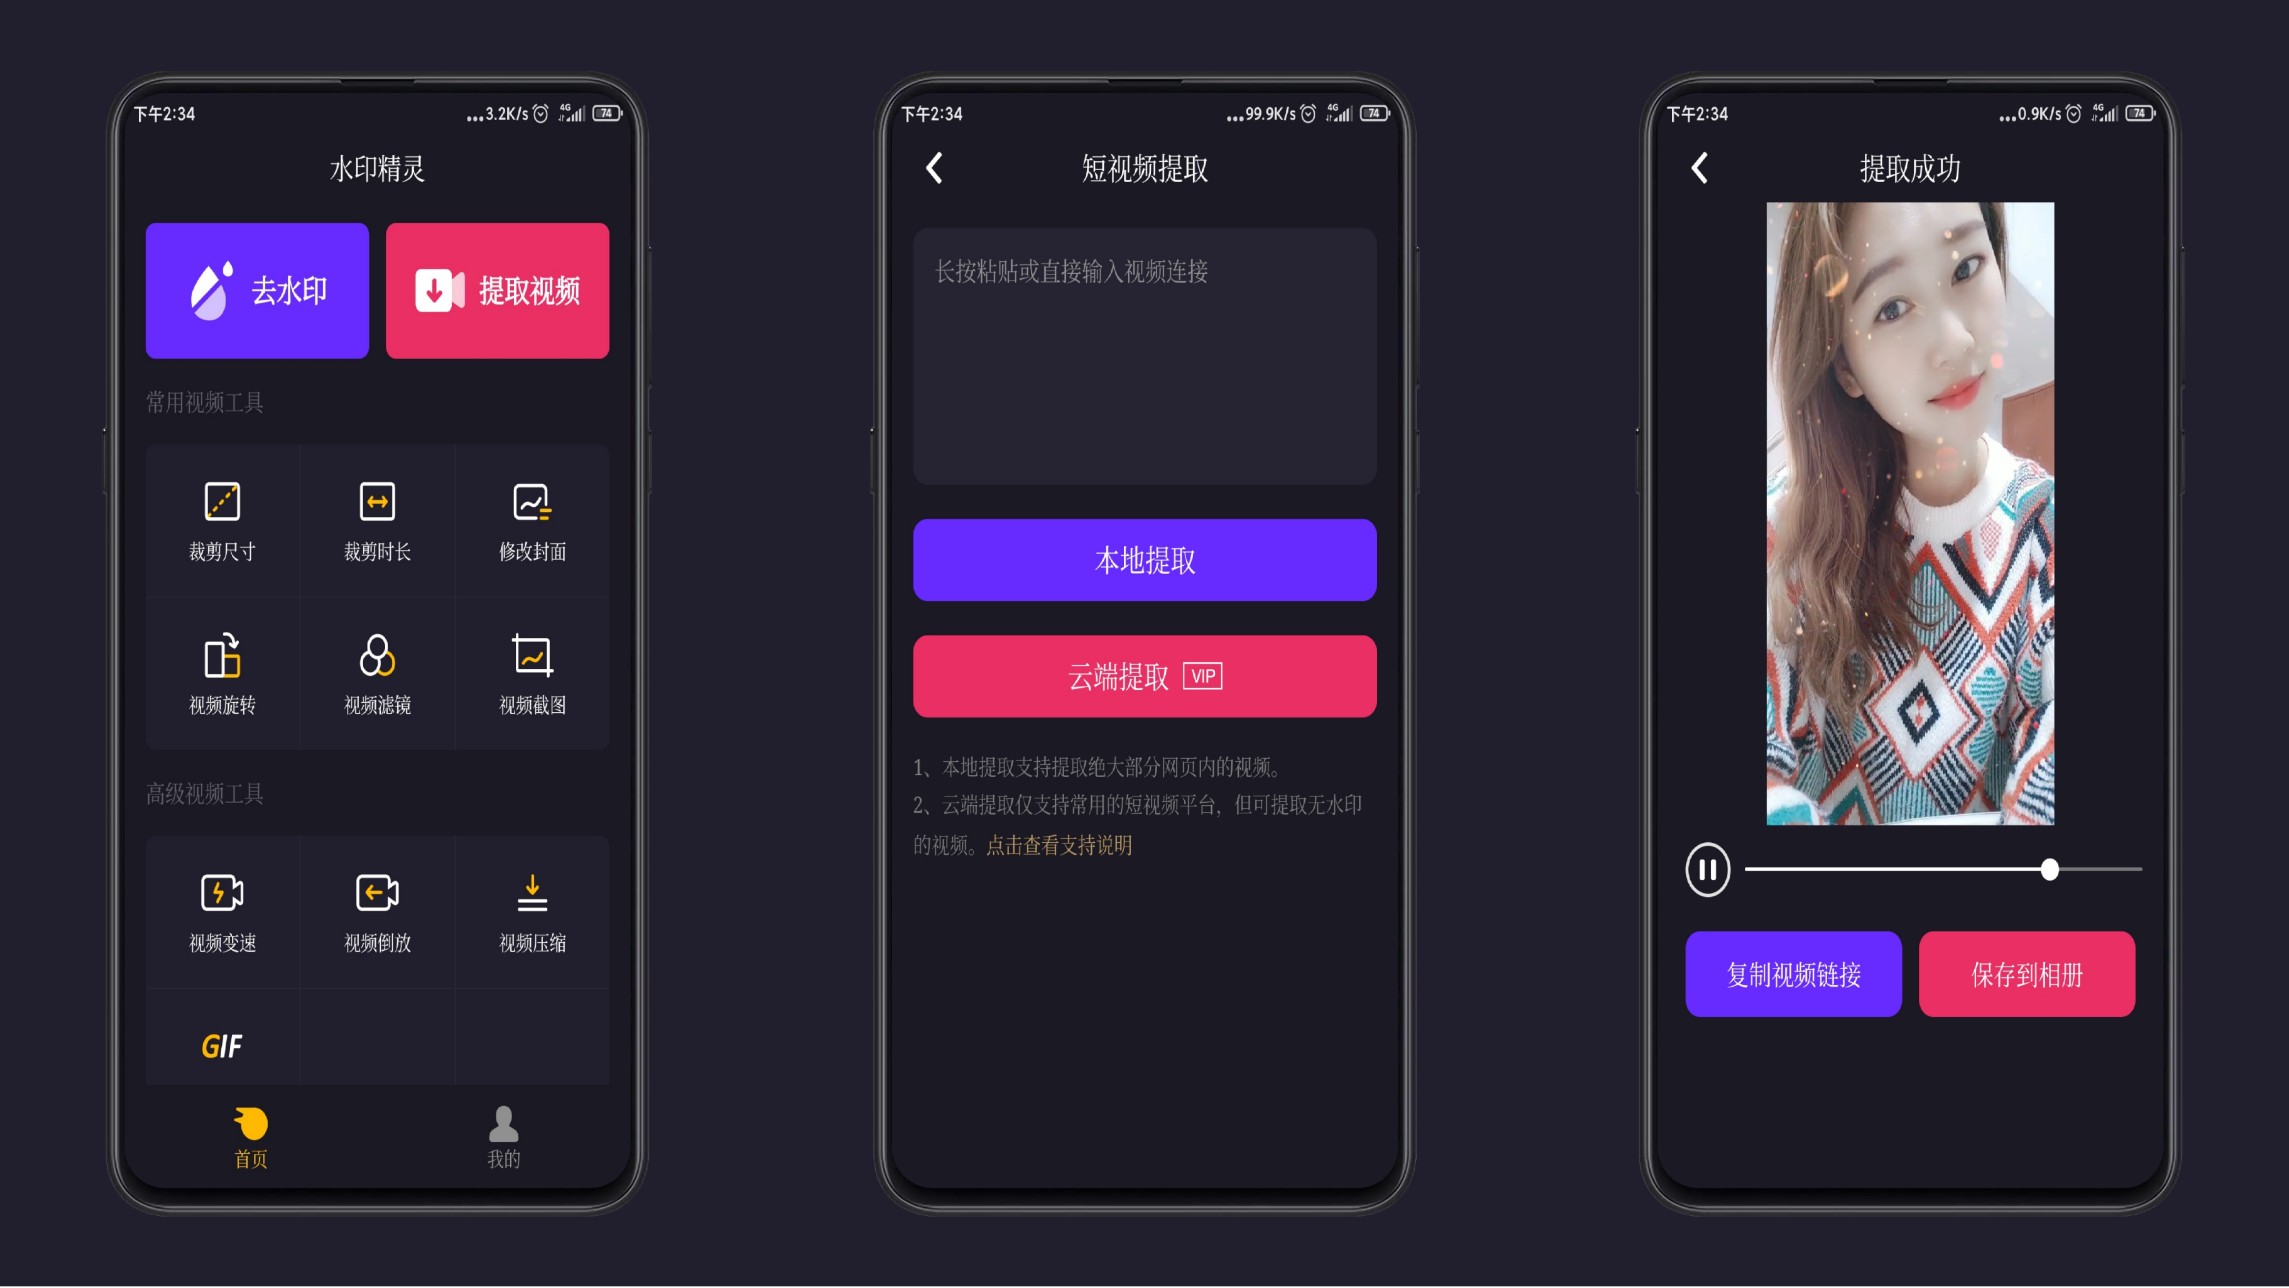 下午2:34
...3.2K/s
4G
74
水印精灵
去水印
提取视频
常用视频工具
裁剪尺寸
裁剪时长
修改封面
视频旋转
视频滤镜
视频截图
高级视频工具
视频变速
视频倒放
视频压缩
GIF
首页
我的
下午2:34
...99.9K/s
4G
74
短视频提取
长按粘贴或直接输入视频连接
本地提取
云端提取 VIP
1、本地提取支持提取绝大部分网页内的视频。
2、云端提取仅支持常用的短视频平台，但可提取无水印
的视频。点击查看支持说明
下午2:34
...0.9K/s
4G
74
提取成功
复制视频链接
保存到相册